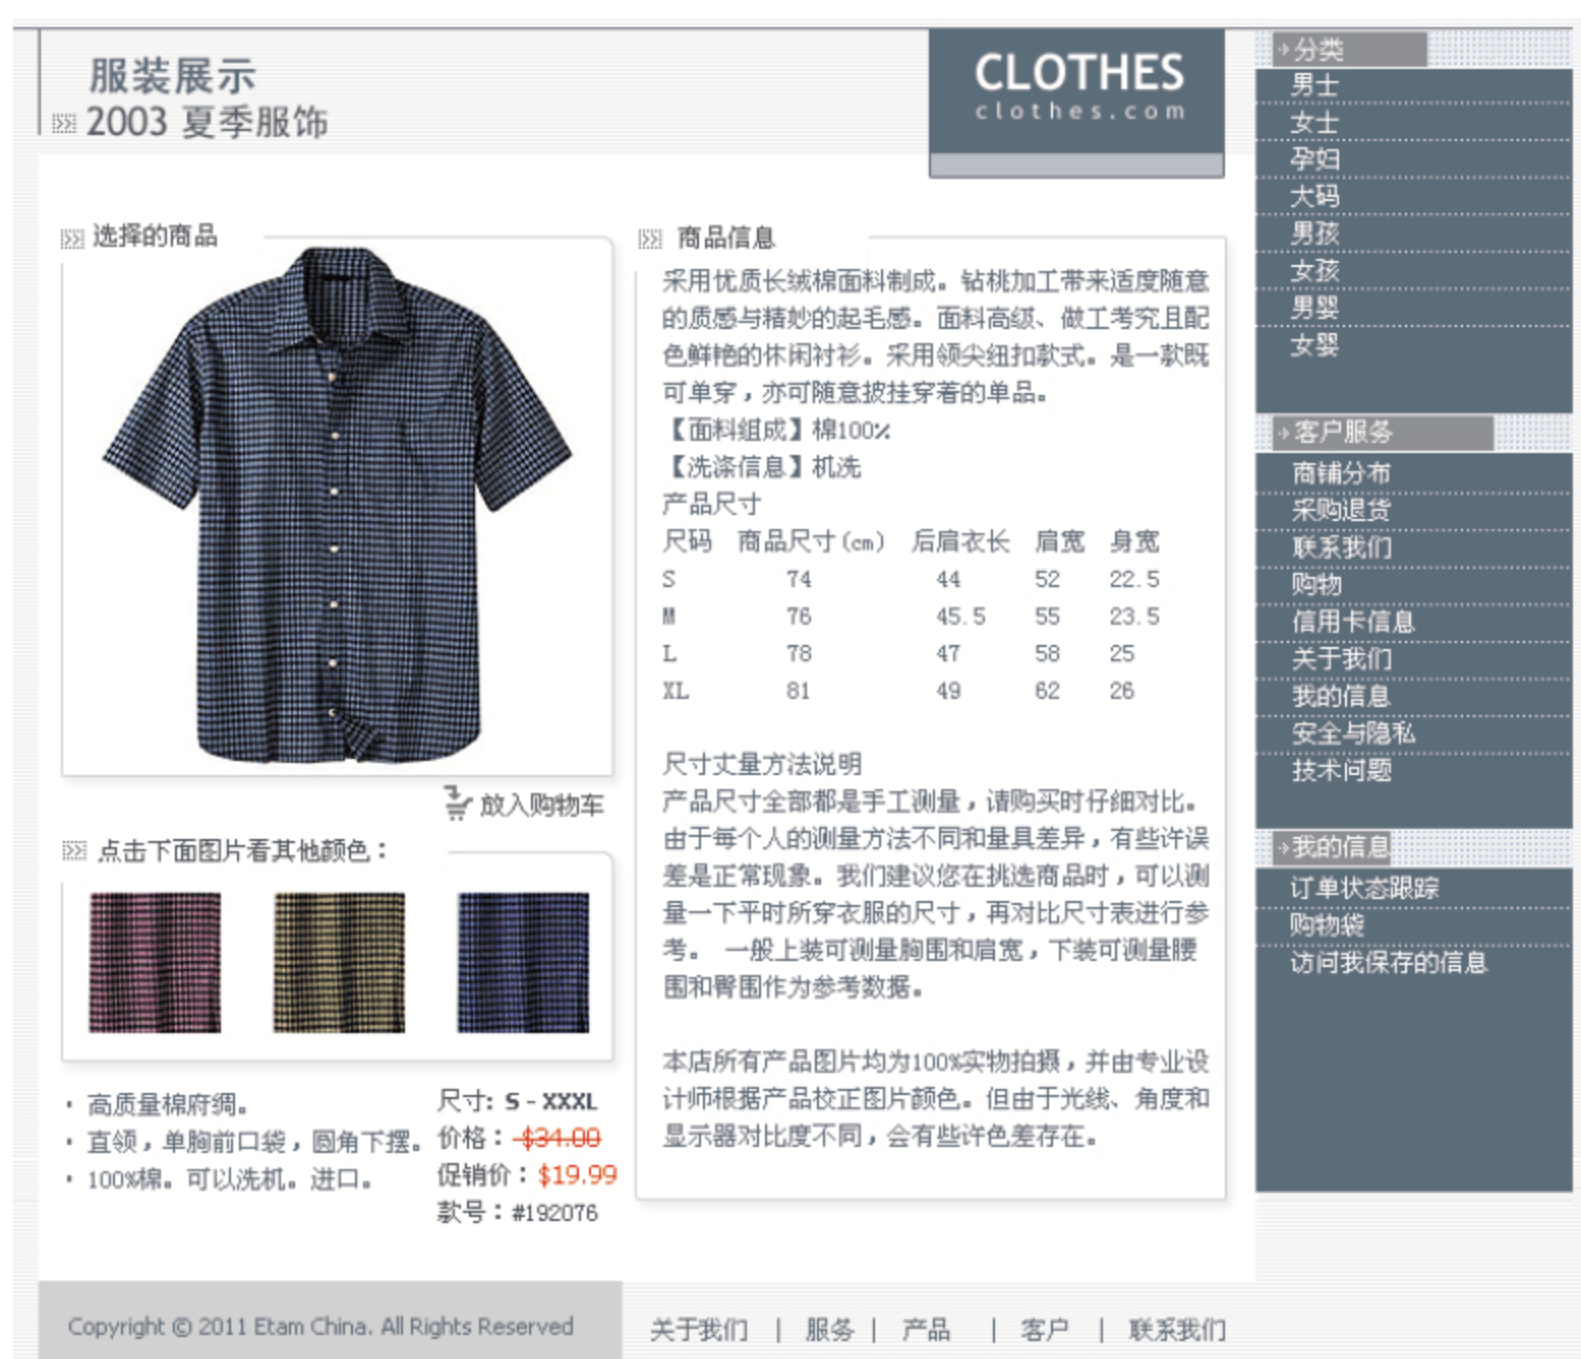 服装展示
2003 夏季服饰
CLOTHES
clothes.com
选择的商品
放入购物车
点击下面图片看其他颜色：
· 高质量棉府绸。
· 直领，单胸前口袋，圆角下摆。
· 100%棉。可以洗机。进口。
尺寸: S - XXXL
价格：$34.00
促销价：$19.99
款号：#192076
商品信息
采用优质长绒棉面料制成。钻桃加工带来适度随意
的质感与精妙的起毛感。面料高级、做工考究且配
色鲜艳的休闲衬衫。采用领尖纽扣款式。是一款既
可单穿，亦可随意披挂穿着的单品。
【面料组成】棉100%
【洗涤信息】机洗
产品尺寸
尺码 商品尺寸(cm) 后肩衣长 肩宽 身宽
S 74 44 52 22.5
M 76 45.5 55 23.5
L 78 47 58 25
XL 81 49 62 26
尺寸丈量方法说明
产品尺寸全部都是手工测量，请购买时仔细对比。
由于每个人的测量方法不同和量具差异，有些许误
差是正常现象。我们建议您在挑选商品时，可以测
量一下平时所穿衣服的尺寸，再对比尺寸表进行参
考。 一般上装可测量胸围和肩宽，下装可测量腰
围和臀围作为参考数据。
本店所有产品图片均为100%实物拍摄，并由专业设
计师根据产品校正图片颜色。但由于光线、角度和
显示器对比度不同，会有些许色差存在。
分类
男士
女士
孕妇
大码
男孩
女孩
男婴
女婴
客户服务
商铺分布
采购退货
联系我们
购物
信用卡信息
关于我们
我的信息
安全与隐私
技术问题
我的信息
订单状态跟踪
购物袋
访问我保存的信息
Copyright © 2011 Etam China. All Rights Reserved
关于我们 | 服务 | 产品 | 客户 | 联系我们